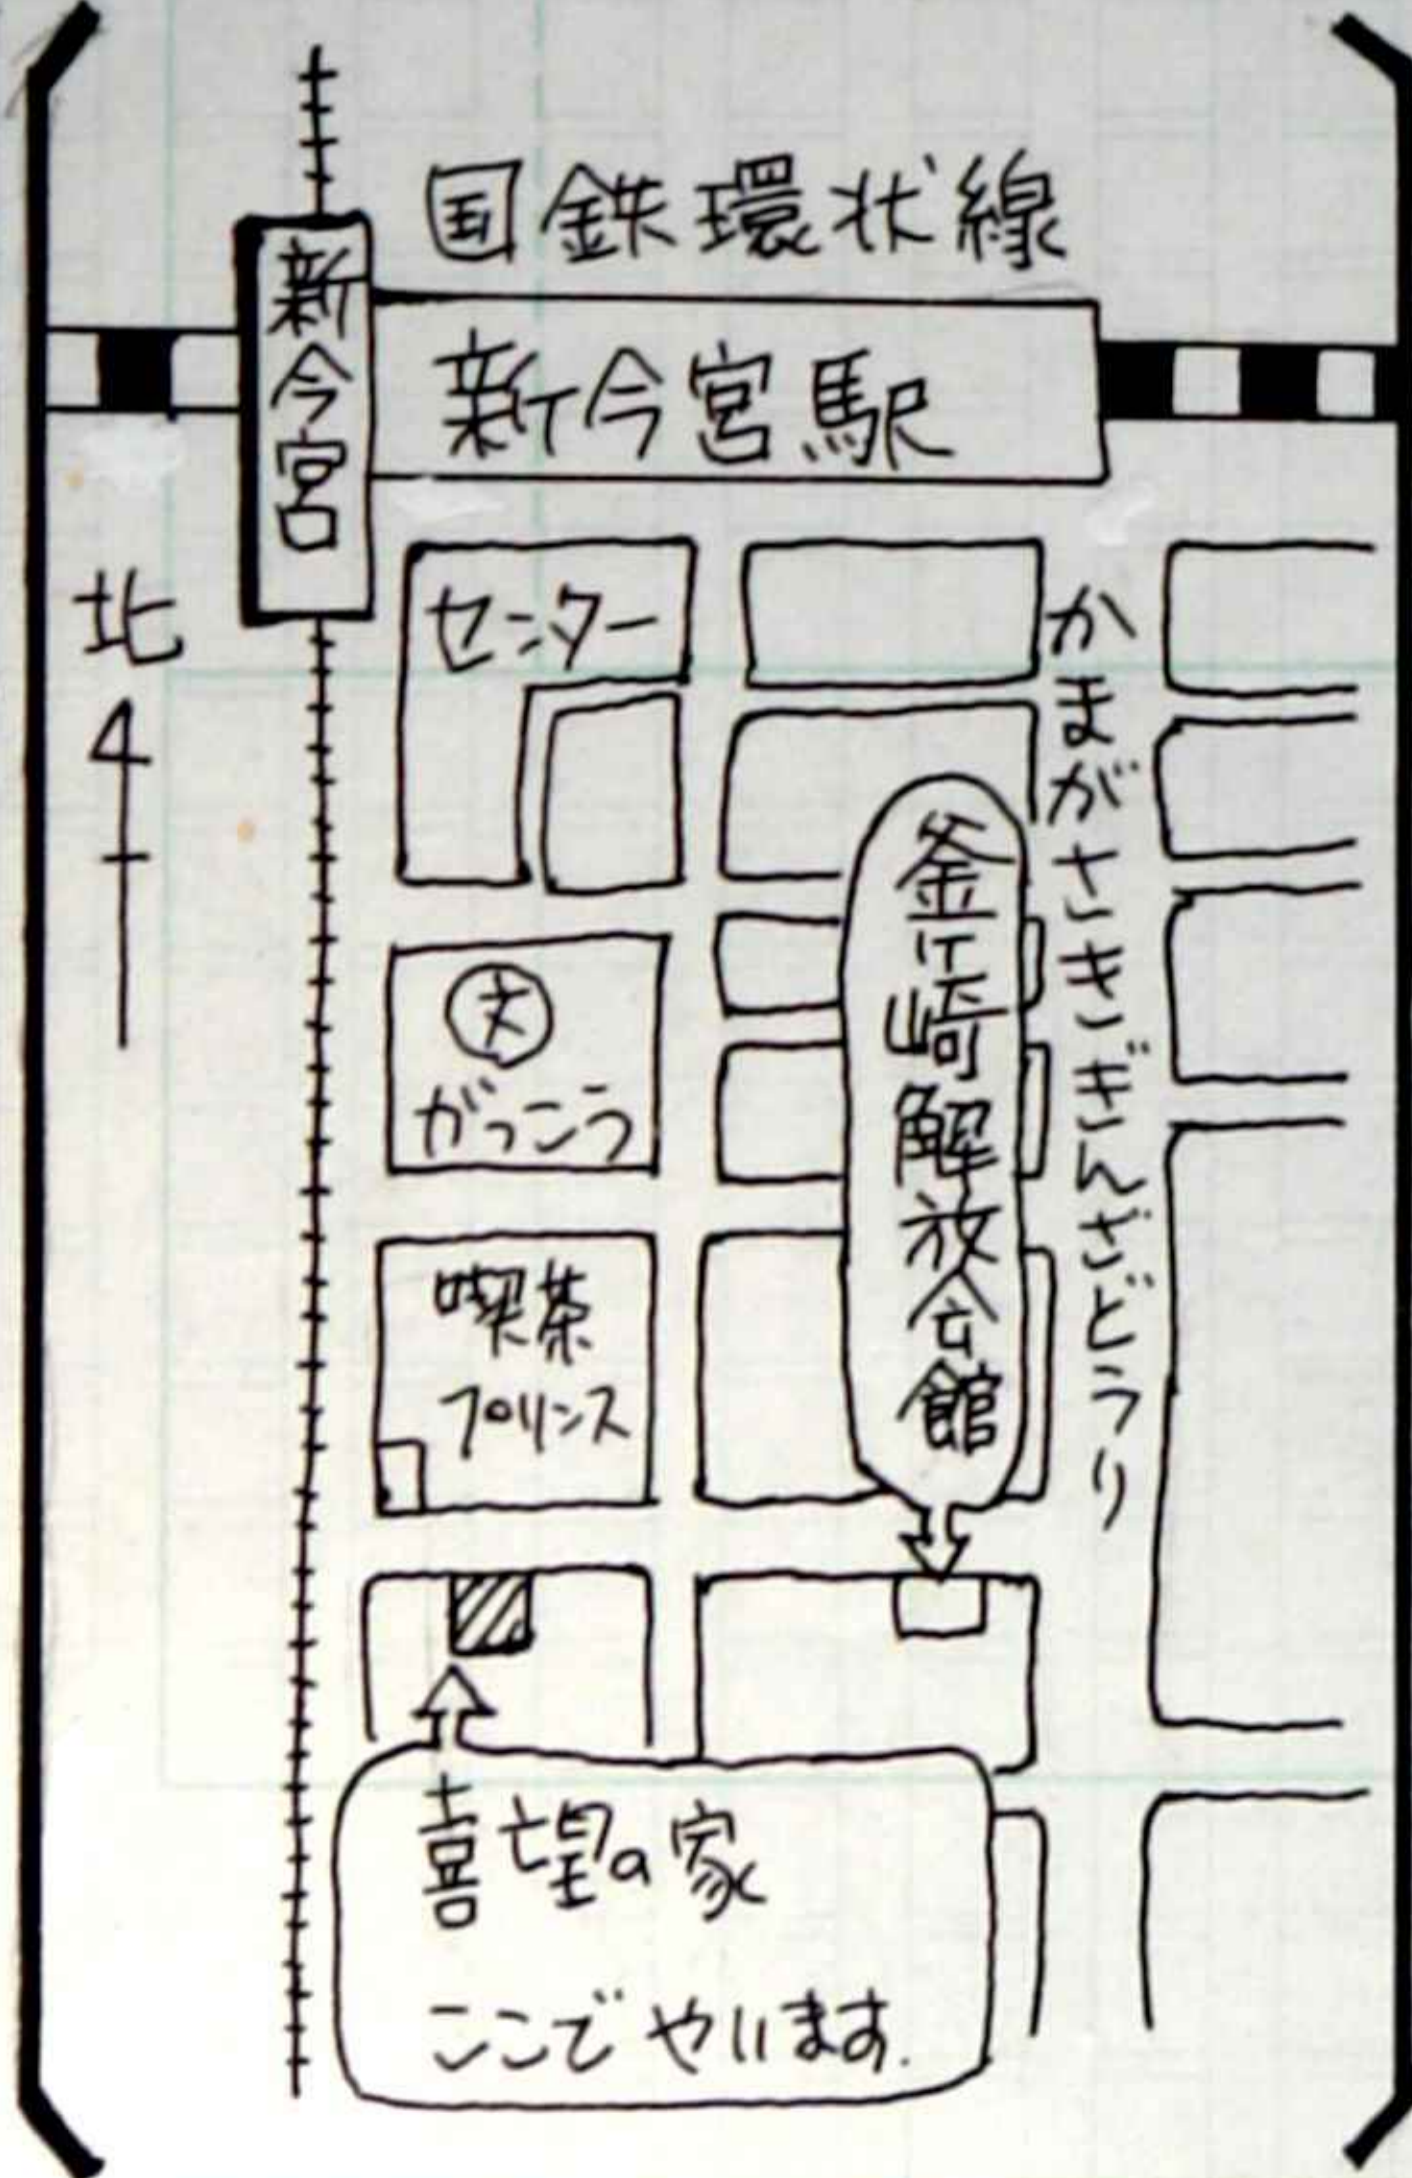 国鉄環状線
新今宮
新今宮駅
北
センター
かまがさきぎんざどうり
釜ヶ崎解放会館
文
がっこう
喫茶
プリンス
喜望の家
ここでやります.